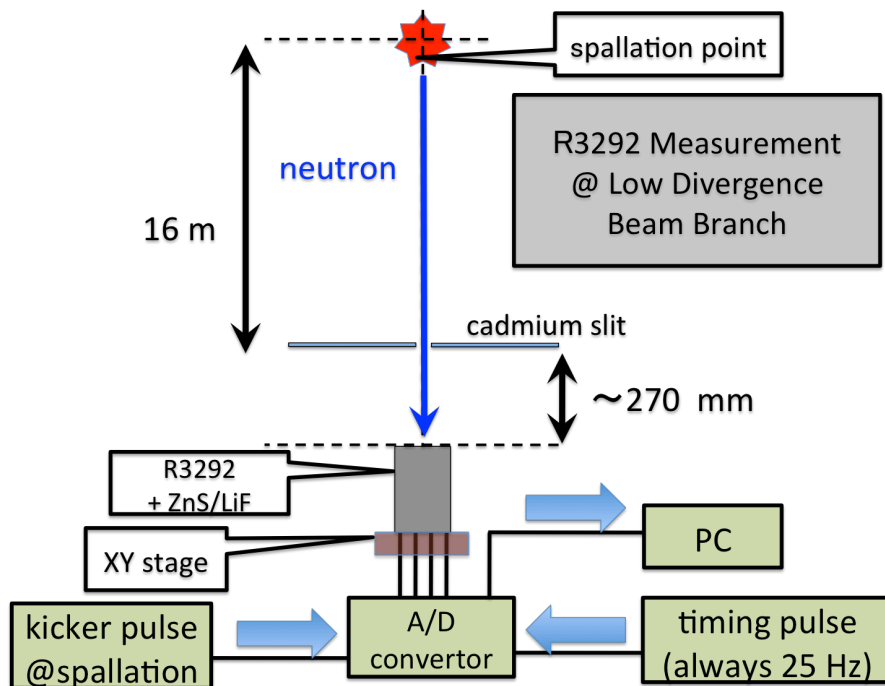 spallation point
R3292 Measurement
@ Low Divergence
Beam Branch
neutron
16 m
cadmium slit
～270 mm
R3292
+ ZnS/LiF
XY stage
PC
kicker pulse
@spallation
A/D
convertor
timing pulse
(always 25 Hz)